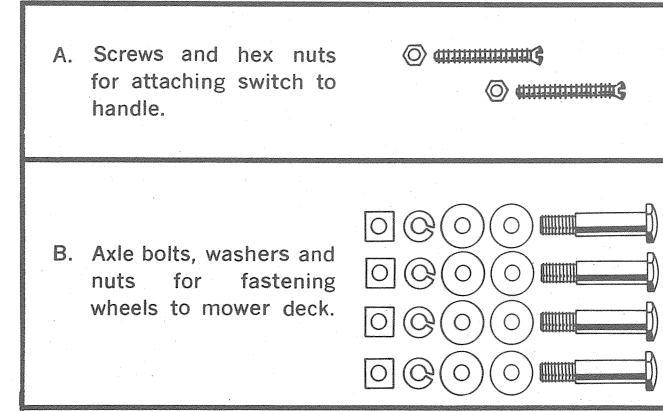 A. Screws and hex nuts
for attaching switch to
handle.
B. Axle bolts, washers and
nuts for fastening
wheels to mower deck.